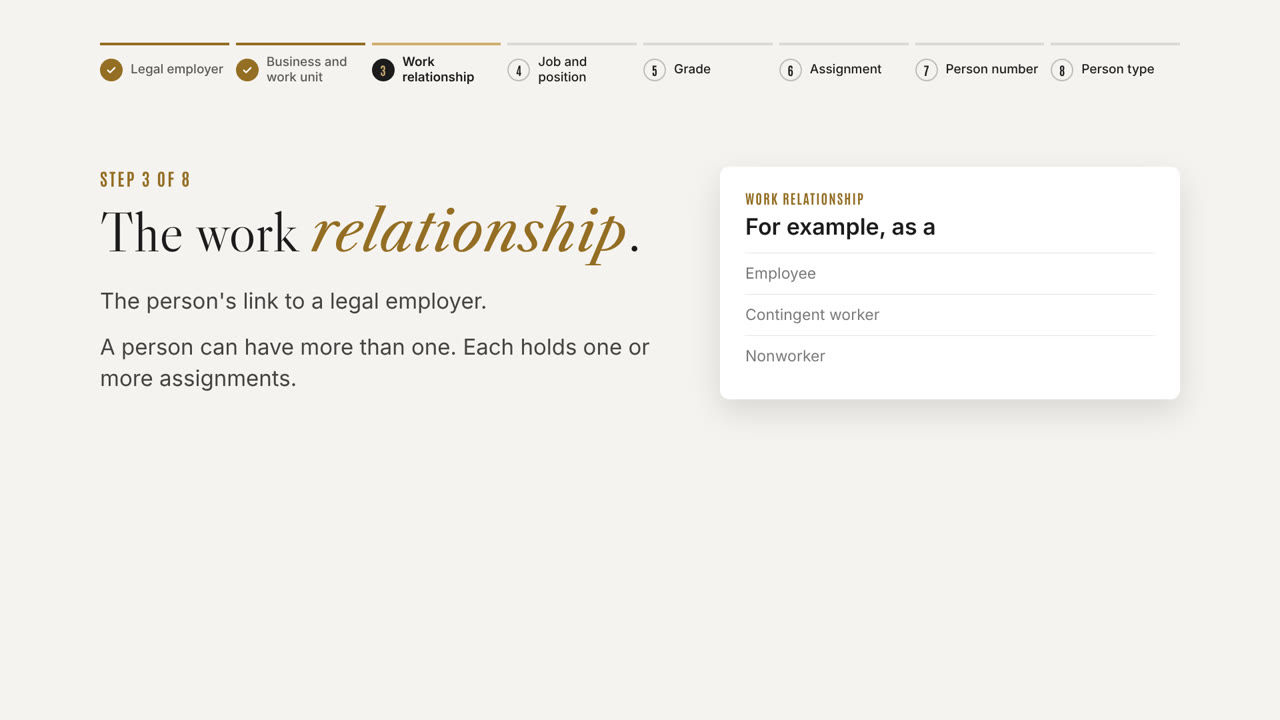 Legal employer
Business and
work unit
3
Work
relationship
4
Job and
position
5
Grade
6
Assignment
7
Person number
8
Person type
STEP 3 OF 8
The work relationship.
The person's link to a legal employer.
A person can have more than one. Each holds one or
more assignments.
WORK RELATIONSHIP
For example, as a
Employee
Contingent worker
Nonworker